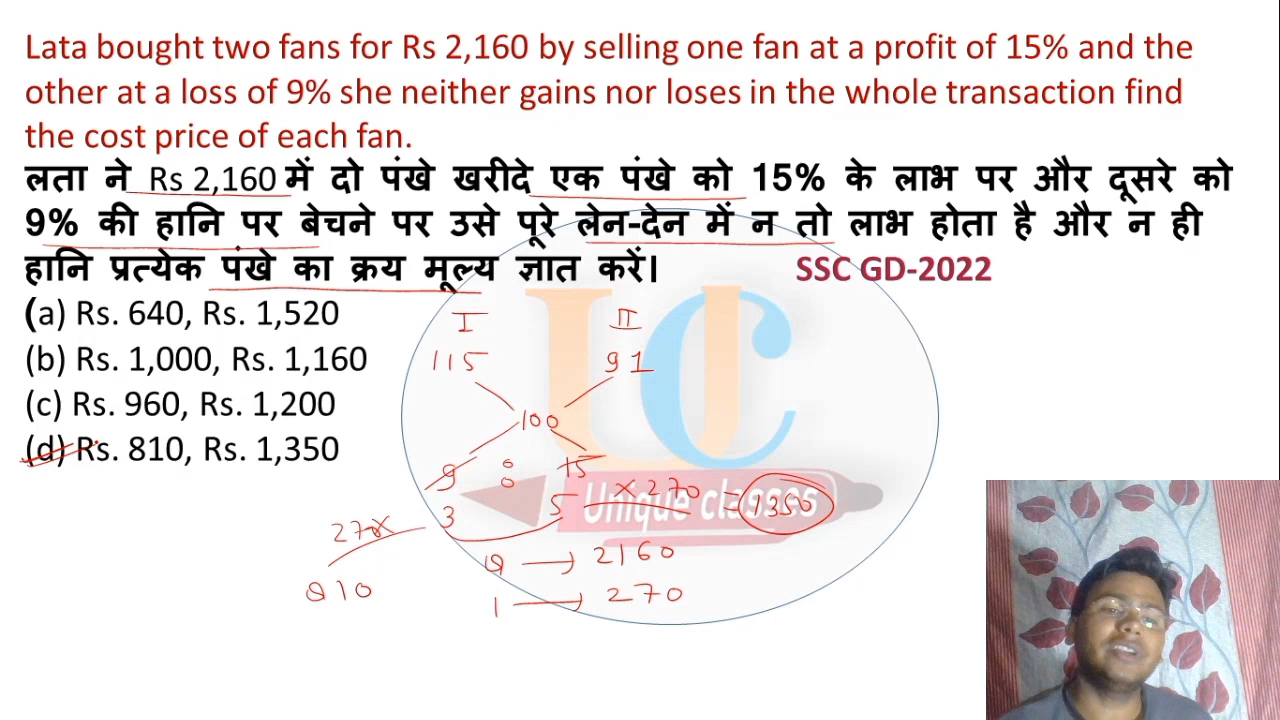 Lata bought two fans for Rs 2,160 by selling one fan at a profit of 15% and the
other at a loss of 9% she neither gains nor loses in the whole transaction find
the cost price of each fan.
लता ने Rs 2,160 में दो पंखे खरीदे एक पंखे को 15% के लाभ पर और दूसरे को
9% की हानि पर बेचने पर उसे पूरे लेन-देन में न तो लाभ होता है और न ही
हानि प्रत्येक पंखे का क्रय मूल्य ज्ञात करें। SSC GD-2022
(a) Rs. 640, Rs. 1,520
(b) Rs. 1,000, Rs. 1,160
(c) Rs. 960, Rs. 1,200
(d) Rs. 810, Rs. 1,350
I II
115 91
100
9 : 15
3 5 × 270 = 1350
270×
810
8 → 2160
1 → 270
Unique classes